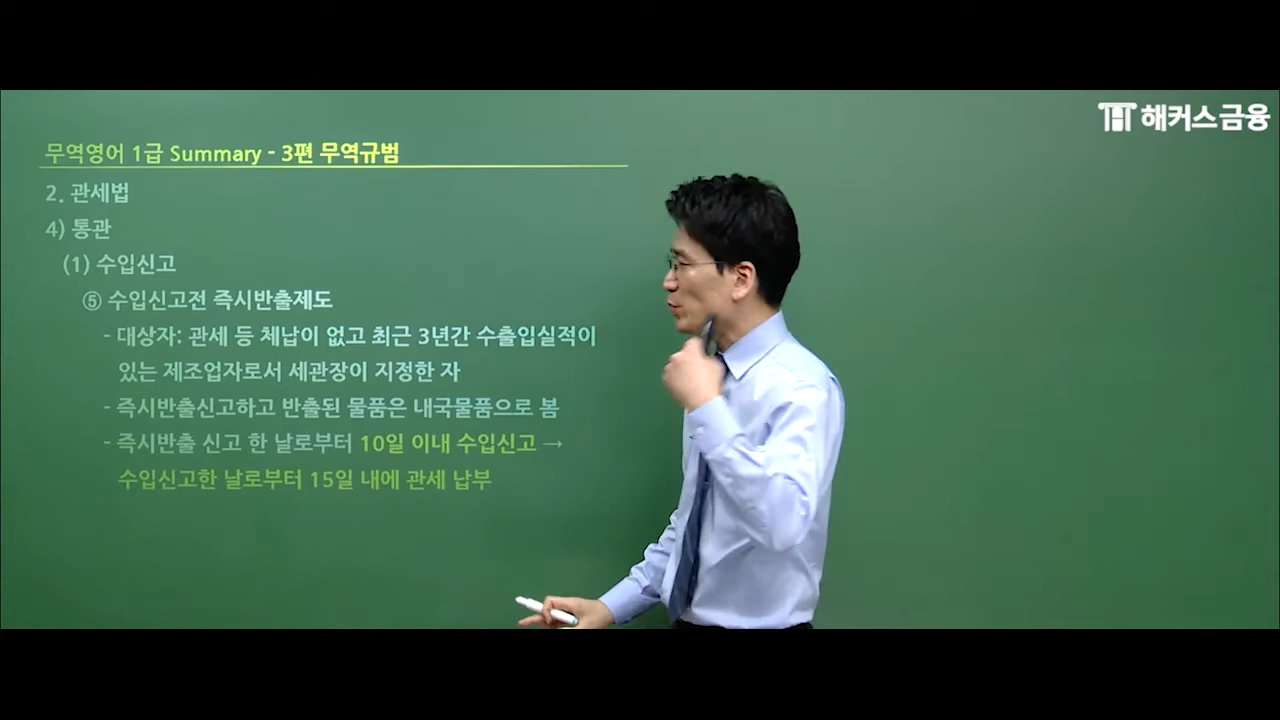 해커스금융
무역영어 1급 Summary - 3편 무역규범
2. 관세법
4) 통관
(1) 수입신고
⑤ 수입신고전 즉시반출제도
- 대상자: 관세 등 체납이 없고 최근 3년간 수출입실적이
있는 제조업자로서 세관장이 지정한 자
- 즉시반출신고하고 반출된 물품은 내국물품으로 봄
- 즉시반출 신고 한 날로부터 10일 이내 수입신고 →
수입신고한 날로부터 15일 내에 관세 납부